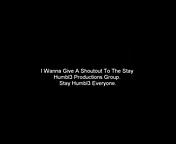 I Wanna Give A Shoutout To The Stay
Humbl3 Productions Group.
Stay Humbl3 Everyone.